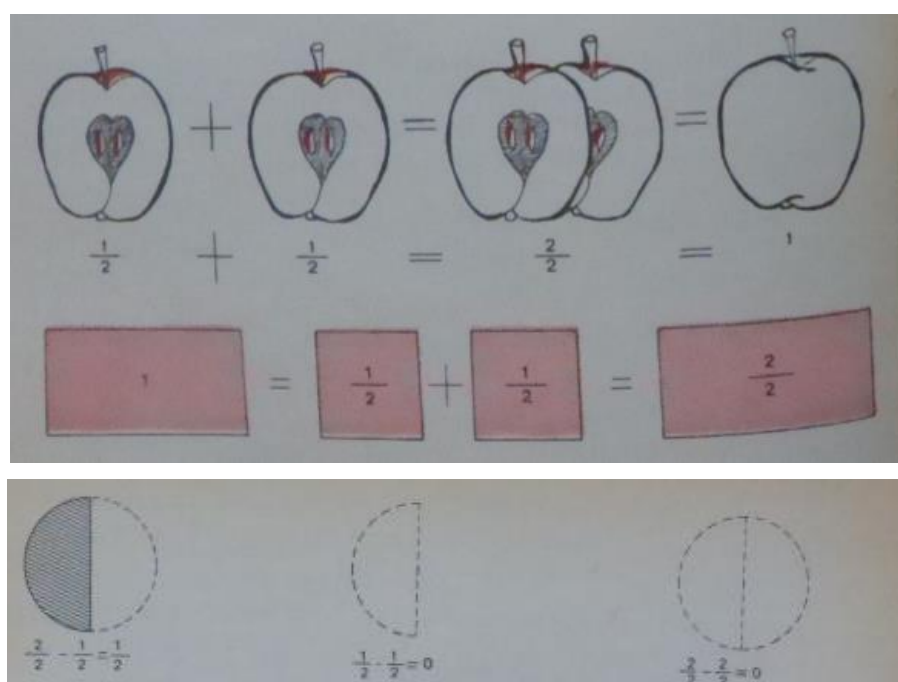 + = =
1/2 + 1/2 = 2/2 = 1
1 = 1/2 + 1/2 = 2/2
2/2 - 1/2 = 1/2
1/2 - 1/2 = 0
2/2 - 2/2 = 0